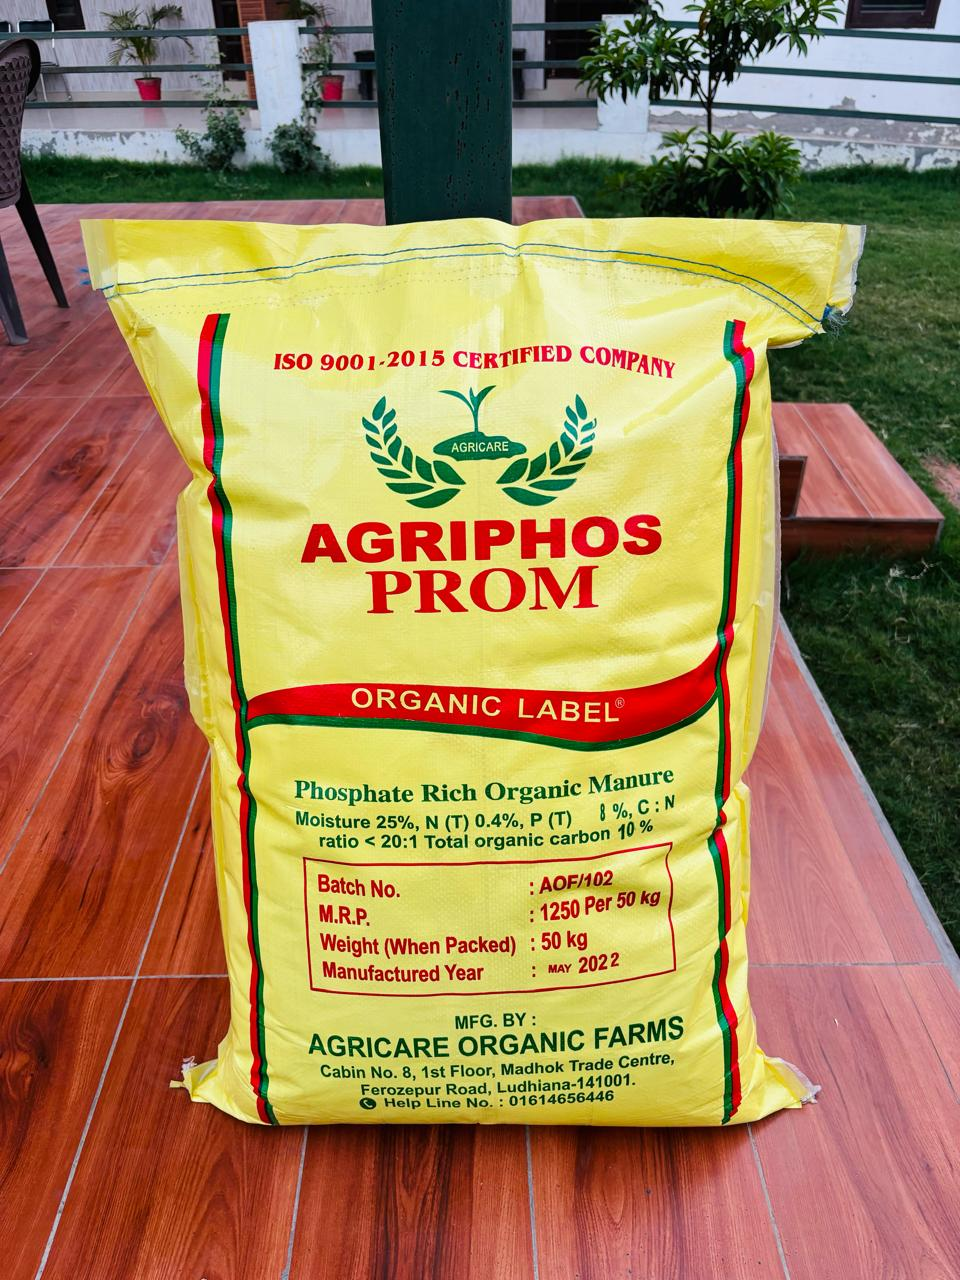 ISO 9001-2015 CERTIFIED COMPANY
AGRICARE
AGRIPHOS
PROM
ORGANIC LABEL®
Phosphate Rich Organic Manure
Moisture 25%, N (T) 0.4%, P (T) 8 %, C : N
ratio < 20:1 Total organic carbon 10 %
Batch No. : AOF/102
M.R.P. : 1250 Per 50 kg
Weight (When Packed) : 50 kg
Manufactured Year : MAY 2022
MFG. BY :
AGRICARE ORGANIC FARMS
Cabin No. 8, 1st Floor, Madhok Trade Centre,
Ferozepur Road, Ludhiana-141001.
Help Line No. : 01614656446